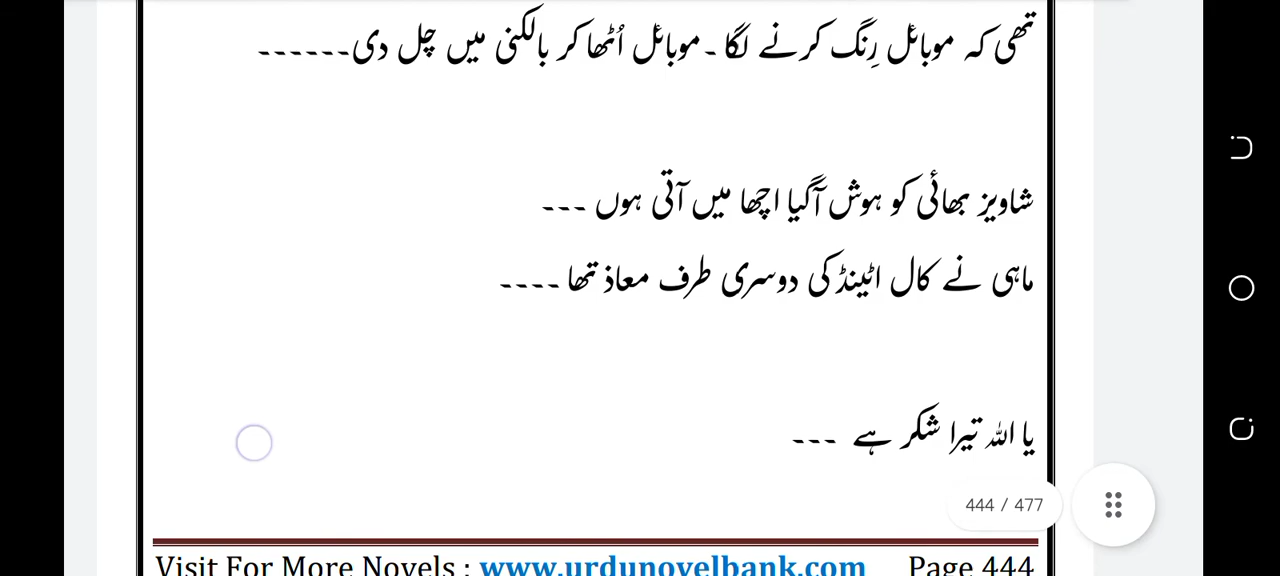 تھی کہ موبائل رِنگ کرنے لگا ۔ موبائل اُٹھا کر بالکنی میں چل دی ------
شاویز بھائی کو ہوش آگیا اچھا میں آتی ہوں ---
ماہی نے کال اٹینڈ کی دوسری طرف معاذ تھا ----
یا اللہ تیرا شکر ہے ---
444 / 477
Visit For More Novels : www.urdunovelbank.com Page 444